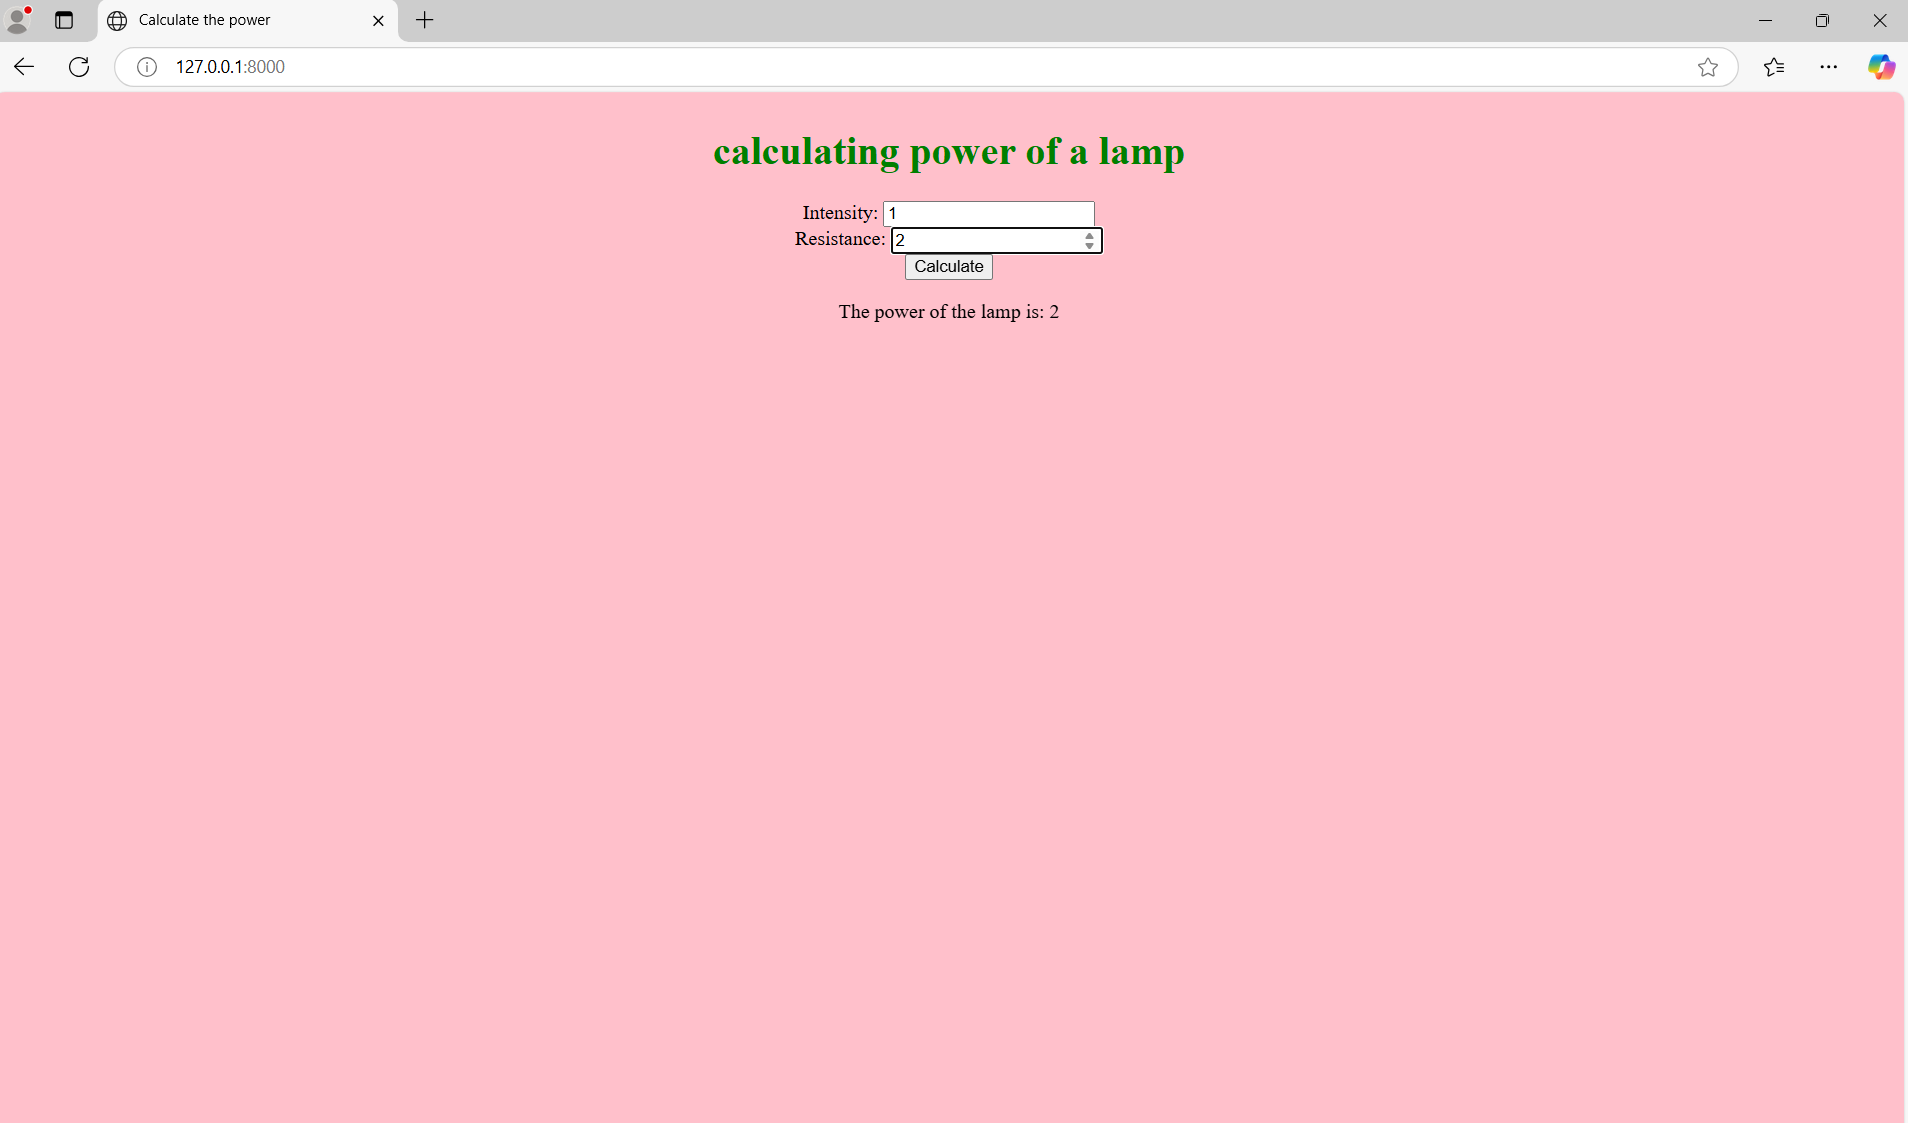 Calculate the power
127.0.0.1:8000
calculating power of a lamp
Intensity: 1
Resistance: 2
Calculate
The power of the lamp is: 2